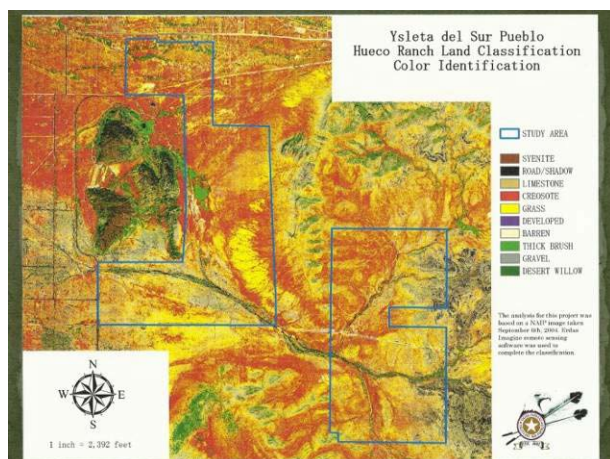 Ysleta del Sur Pueblo
Hueco Ranch Land Classification
Color Identification
STUDY AREA
SYENITE
ROAD/SHADOW
LIMESTONE
CREOSOTE
GRASS
DEVELOPED
BARREN
THICK BRUSH
GRAVEL
DESERT WILLOW
The analysis for this project was
based on a NAIP image taken
September 6th, 2004. Erdas
Imagine remote sensing
software was used to
complete the classification.
N
W E
S
1 inch = 2,392 feet